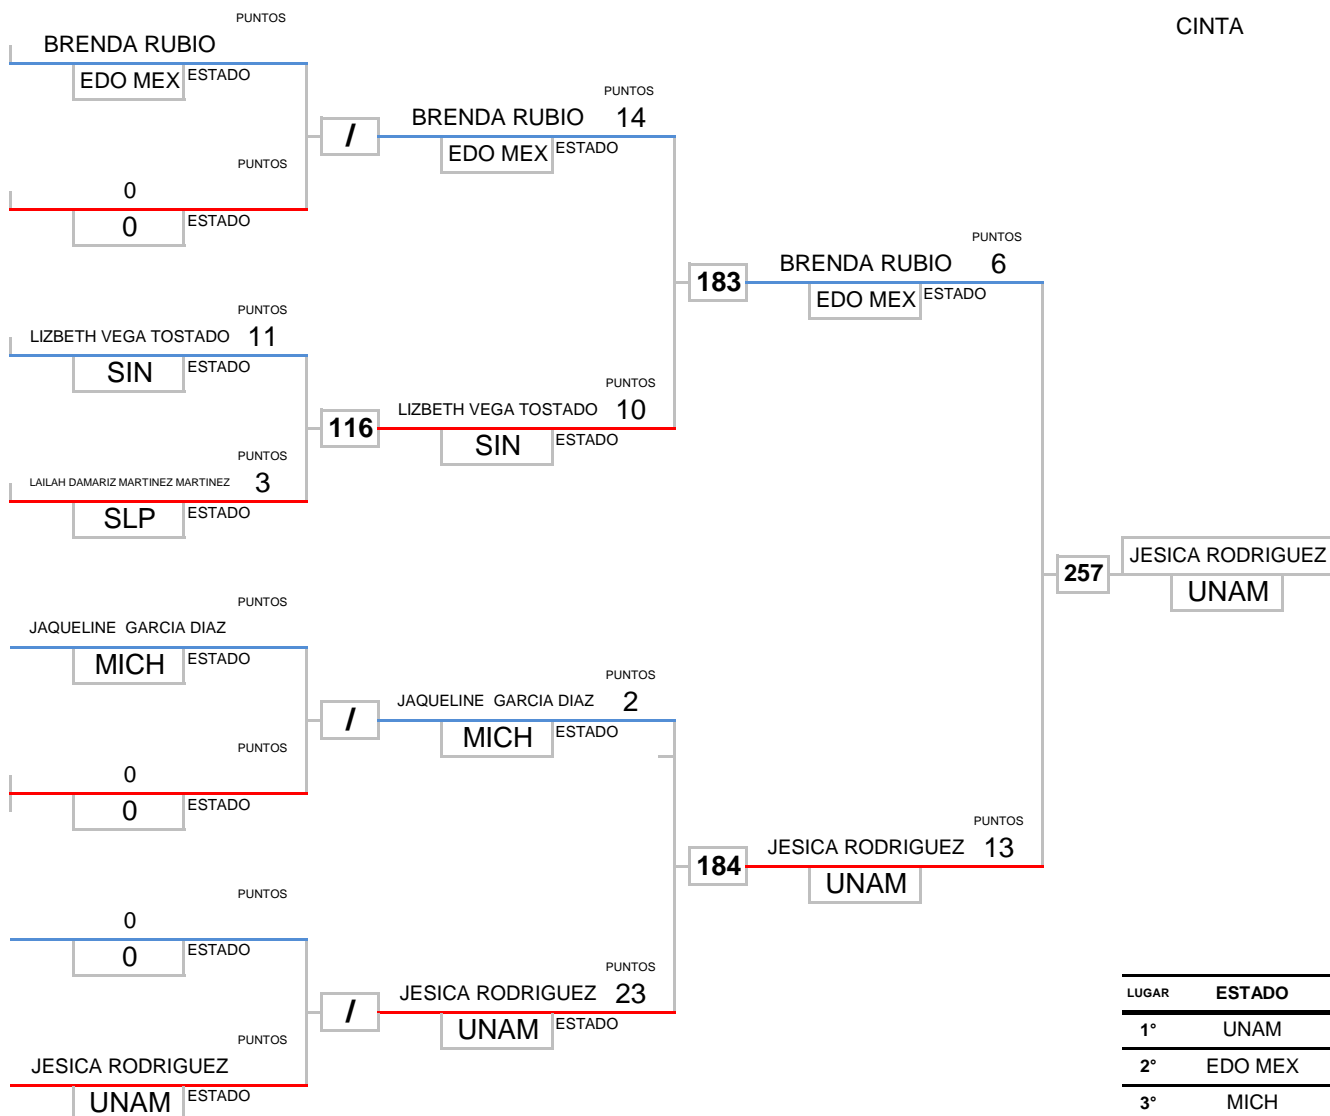 PUNTOS
CINTA
BRENDA RUBIO
EDO MEX ESTADO
PUNTOS
BRENDA RUBIO 14
/
EDO MEX ESTADO
PUNTOS
0
0 ESTADO
PUNTOS
BRENDA RUBIO 6
183
EDO MEX ESTADO
PUNTOS
LIZBETH VEGA TOSTADO 11
SIN ESTADO
PUNTOS
LIZBETH VEGA TOSTADO 10
116
SIN ESTADO
PUNTOS
LAILAH DAMARIZ MARTINEZ MARTINEZ 3
SLP ESTADO
JESICA RODRIGUEZ
257
UNAM
PUNTOS
JAQUELINE  GARCIA DIAZ
MICH ESTADO
PUNTOS
JAQUELINE  GARCIA DIAZ 2
/
MICH ESTADO
PUNTOS
0
0 ESTADO
PUNTOS
JESICA RODRIGUEZ 13
184
UNAM
PUNTOS
0
0 ESTADO
PUNTOS
JESICA RODRIGUEZ 23
/
UNAM ESTADO
PUNTOS
JESICA RODRIGUEZ
UNAM ESTADO
LUGAR ESTADO
1° UNAM
2° EDO MEX
3° MICH